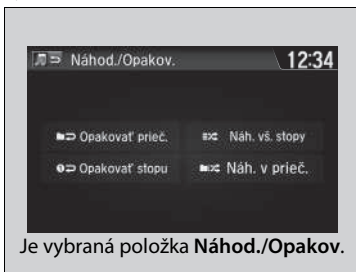 Náhod./Opakov. 12:34
Opakovať prieč. Náh. vš. stopy
Opakovať stopu Náh. v prieč.
Je vybraná položka Náhod./Opakov.